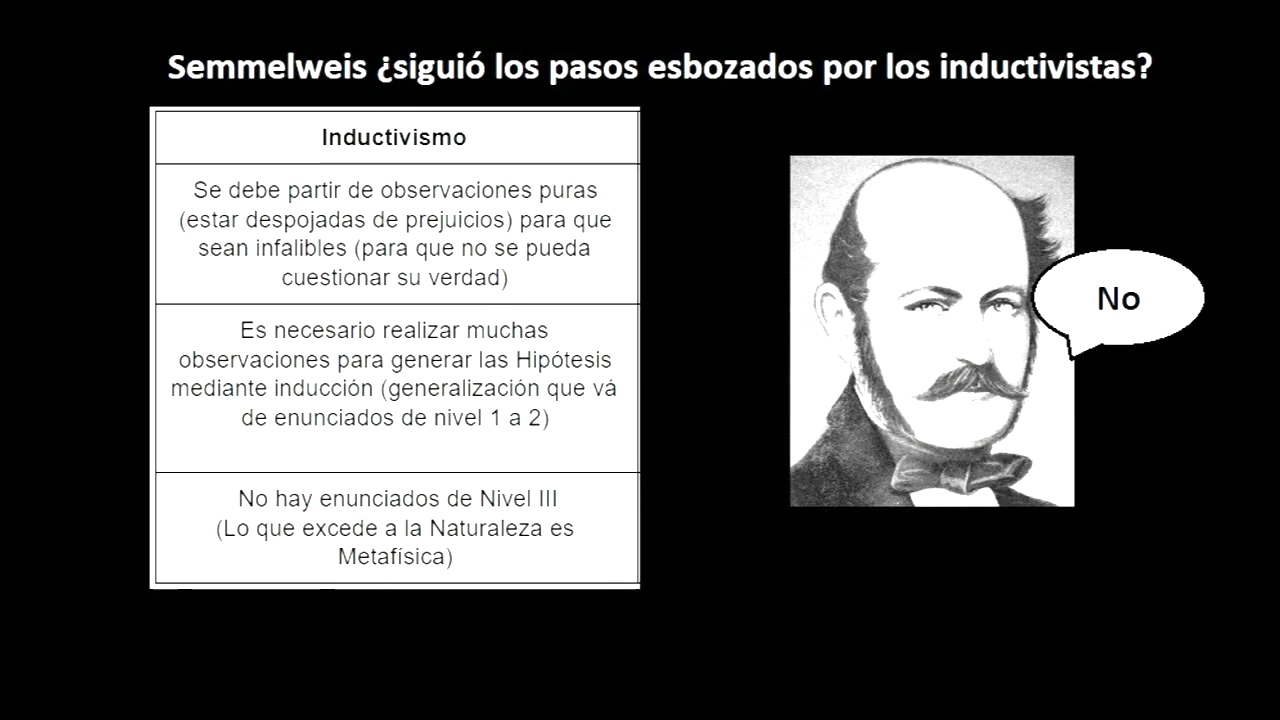 Semmelweis ¿siguió los pasos esbozados por los inductivistas?
Inductivismo
Se debe partir de observaciones puras
(estar despojadas de prejuicios) para que
sean infalibles (para que no se pueda
cuestionar su verdad)
Es necesario realizar muchas
observaciones para generar las Hipótesis
mediante inducción (generalización que vá
de enunciados de nivel 1 a 2)
No hay enunciados de Nivel III
(Lo que excede a la Naturaleza es
Metafísica)
No